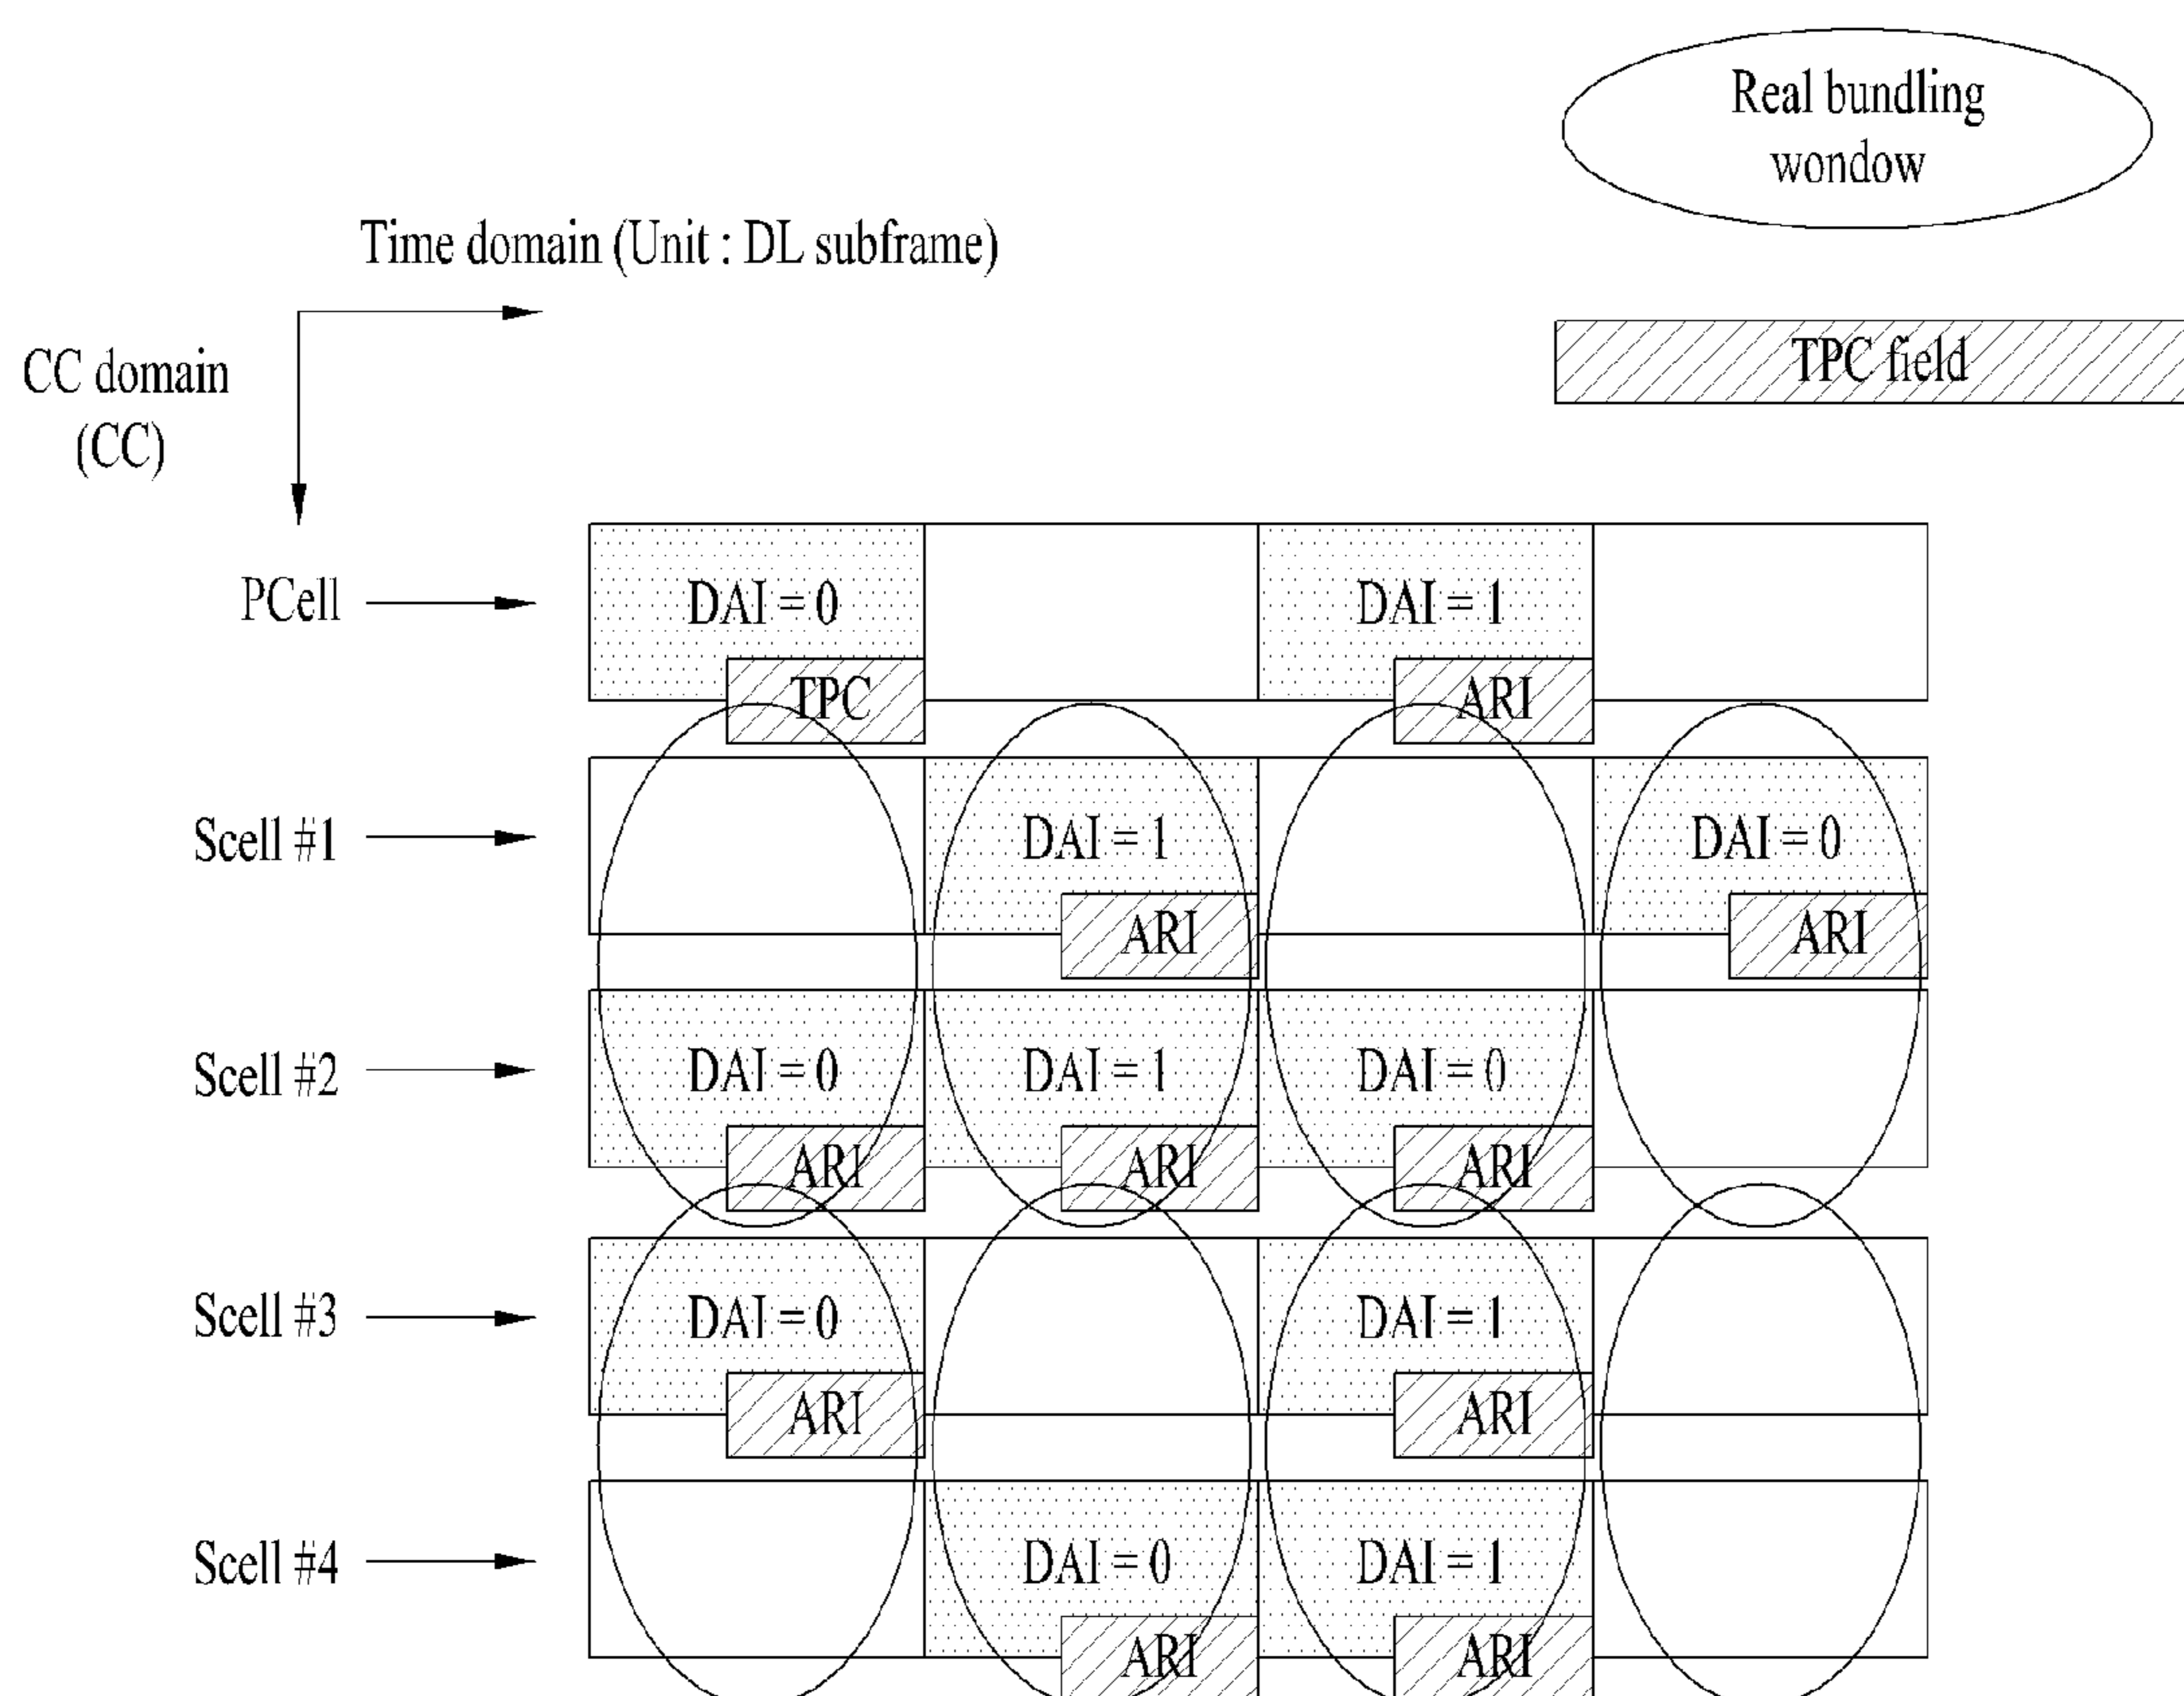 Real bundling
wondow
Time domain (Unit : DL subframe)
TPC field
CC domain
(CC)
PCell
DAI = 0
DAI = 1
TPC
ARI
Scell #1
DAI = 1
DAI = 0
ARI
ARI
Scell #2
DAI = 0
DAI = 1
DAI = 0
ARI
ARI
ARI
Scell #3
DAI = 0
DAI = 1
ARI
ARI
Scell #4
DAI = 0
DAI = 1
ARI
ARI